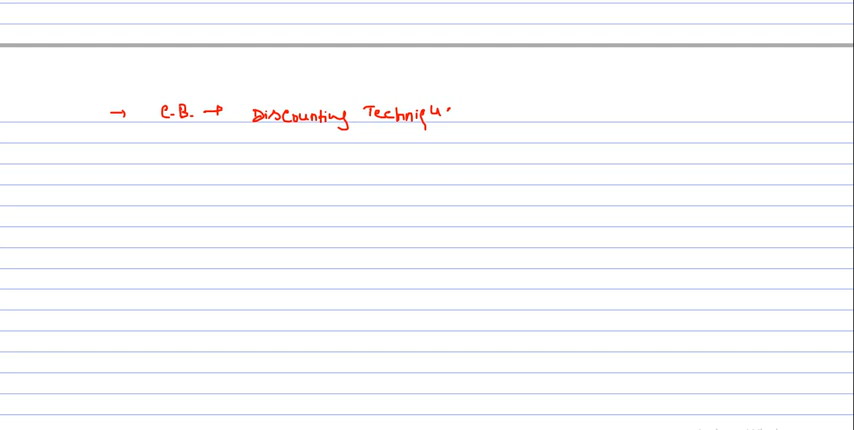 → C.B. → Discounting Techniqu